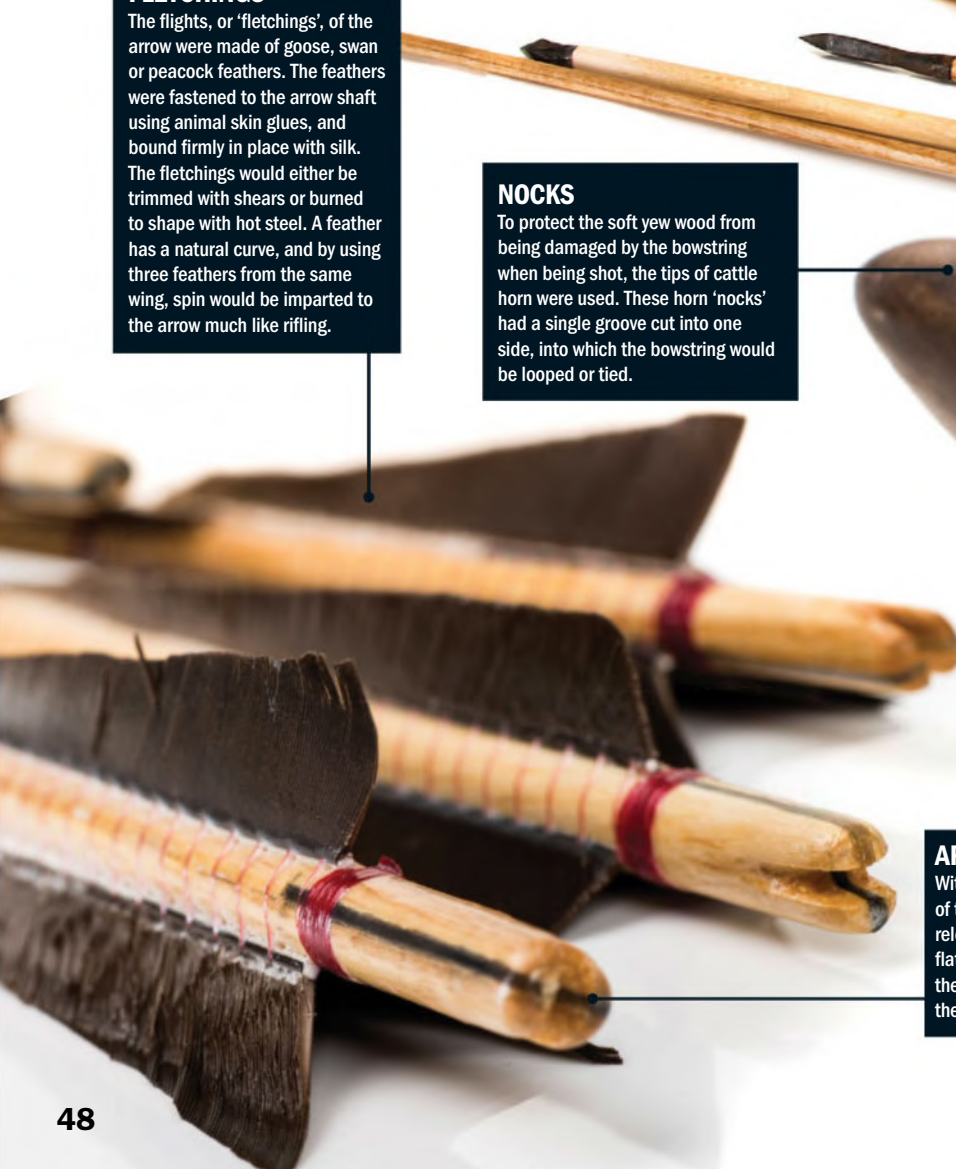 The flights, or ‘fletchings’, of the
arrow were made of goose, swan
or peacock feathers. The feathers
were fastened to the arrow shaft
using animal skin glues, and
bound firmly in place with silk.
The fletchings would either be
trimmed with shears or burned
to shape with hot steel. A feather
has a natural curve, and by using
three feathers from the same
wing, spin would be imparted to
the arrow much like rifling.
NOCKS
To protect the soft yew wood from
being damaged by the bowstring
when being shot, the tips of cattle
horn were used. These horn ‘nocks’
had a single groove cut into one
side, into which the bowstring would
be looped or tied.
of
the
48